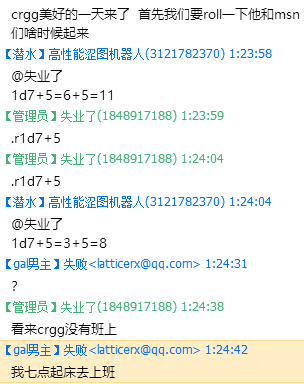 crgg美好的一天来了  首先我们要roll一下他和msn
们啥时候起来
【潜水】高性能涩图机器人(3121782370) 1:23:58
@失业了
1d7+5=6+5=11
【管理员】失业了(1848917188) 1:23:59
.r1d7+5
【管理员】失业了(1848917188) 1:24:04
.r1d7+5
【潜水】高性能涩图机器人(3121782370) 1:24:04
@失业了
1d7+5=3+5=8
【gal男主】失败<latticerx@qq.com> 1:24:31
?
【管理员】失业了(1848917188) 1:24:38
看来crgg没有班上
【gal男主】失败<latticerx@qq.com> 1:24:42
我七点起床去上班